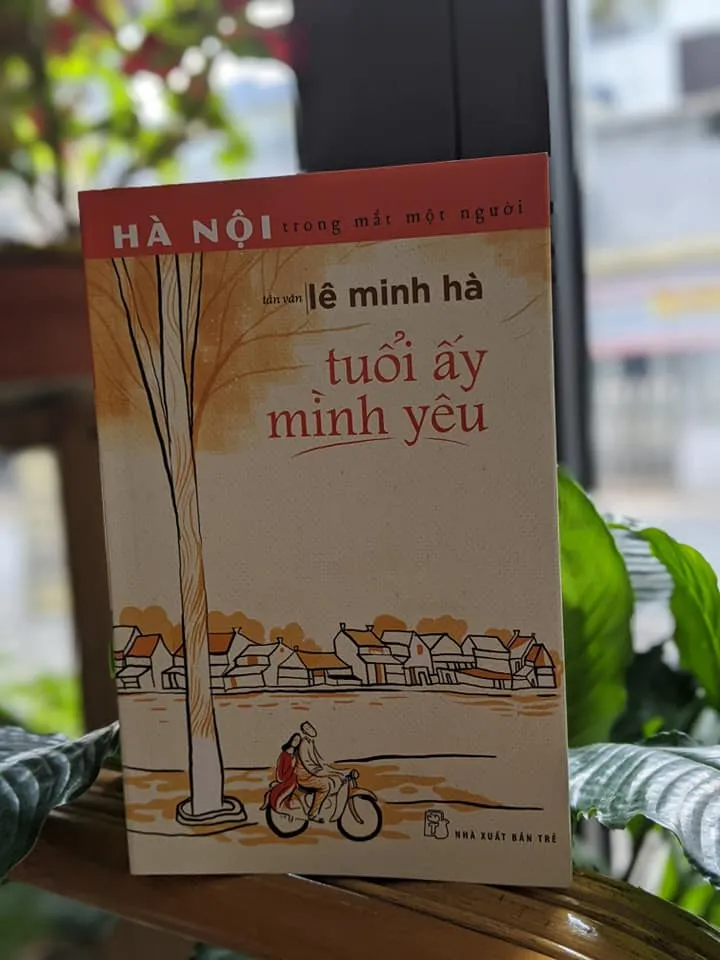 HÀ NỘI trong mắt một người
tản văn lê minh hà
tuổi ấy
mình yêu
NHÀ XUẤT BẢN TRẺ